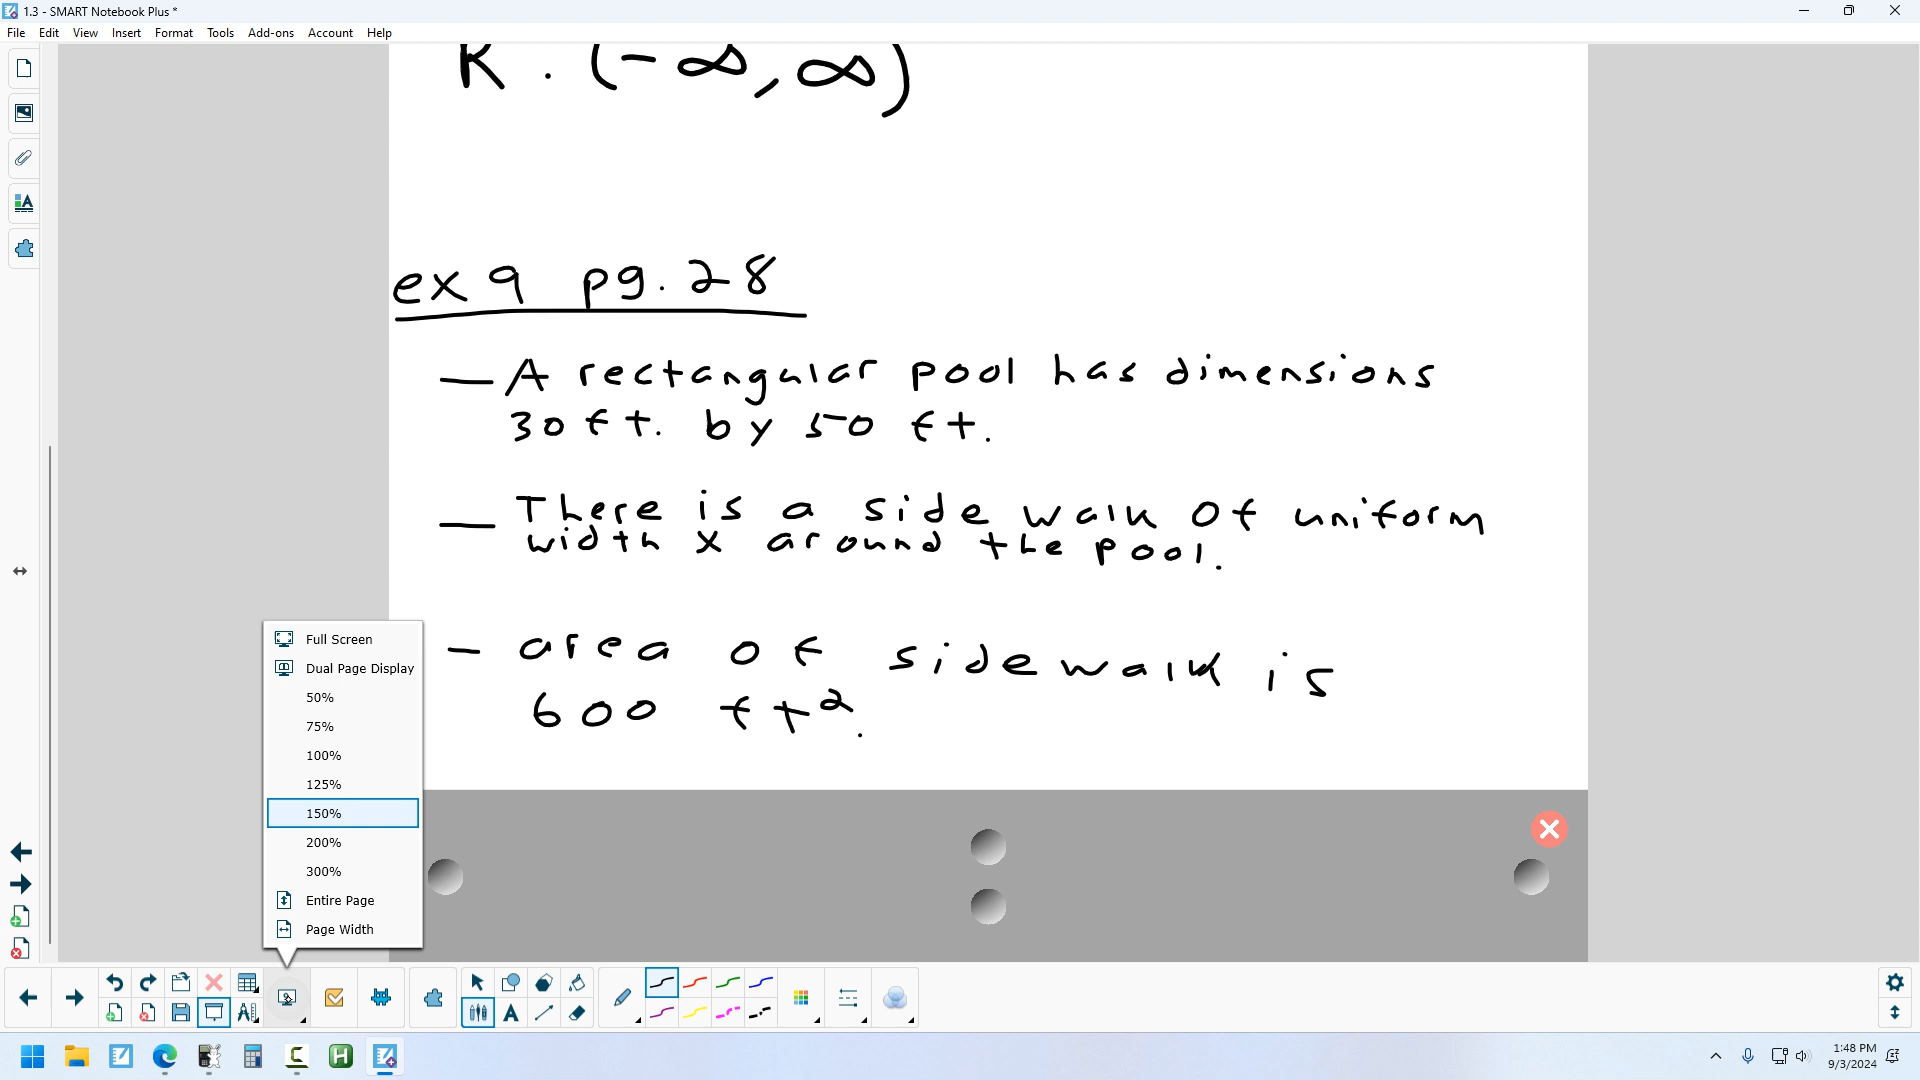 1.3 - SMART Notebook Plus *
File Edit View Insert Format Tools Add-ons Account Help
R : (-∞, ∞)
ex 9 pg. 28
— A rectangular pool has dimensions
30 ft. by 50 ft.
— There is a side walk of uniform
width x around the pool.
- area of sidewalk is
600 ft².
Full Screen
Dual Page Display
50%
75%
100%
125%
150%
200%
300%
Entire Page
Page Width
1:48 PM
9/3/2024